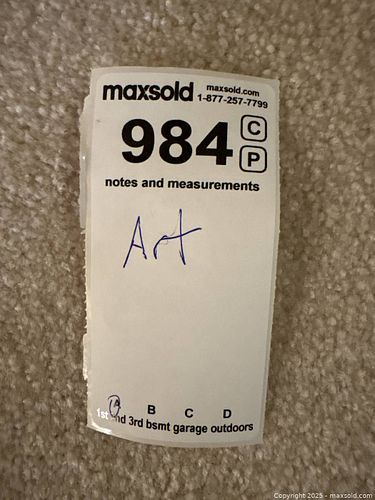 maxsold maxsold.com
1-877-257-7799
984 C
P
notes and measurements
Art
B C D
1st 3rd bsmt garage outdoors
Copyright 2025 - maxsold.com